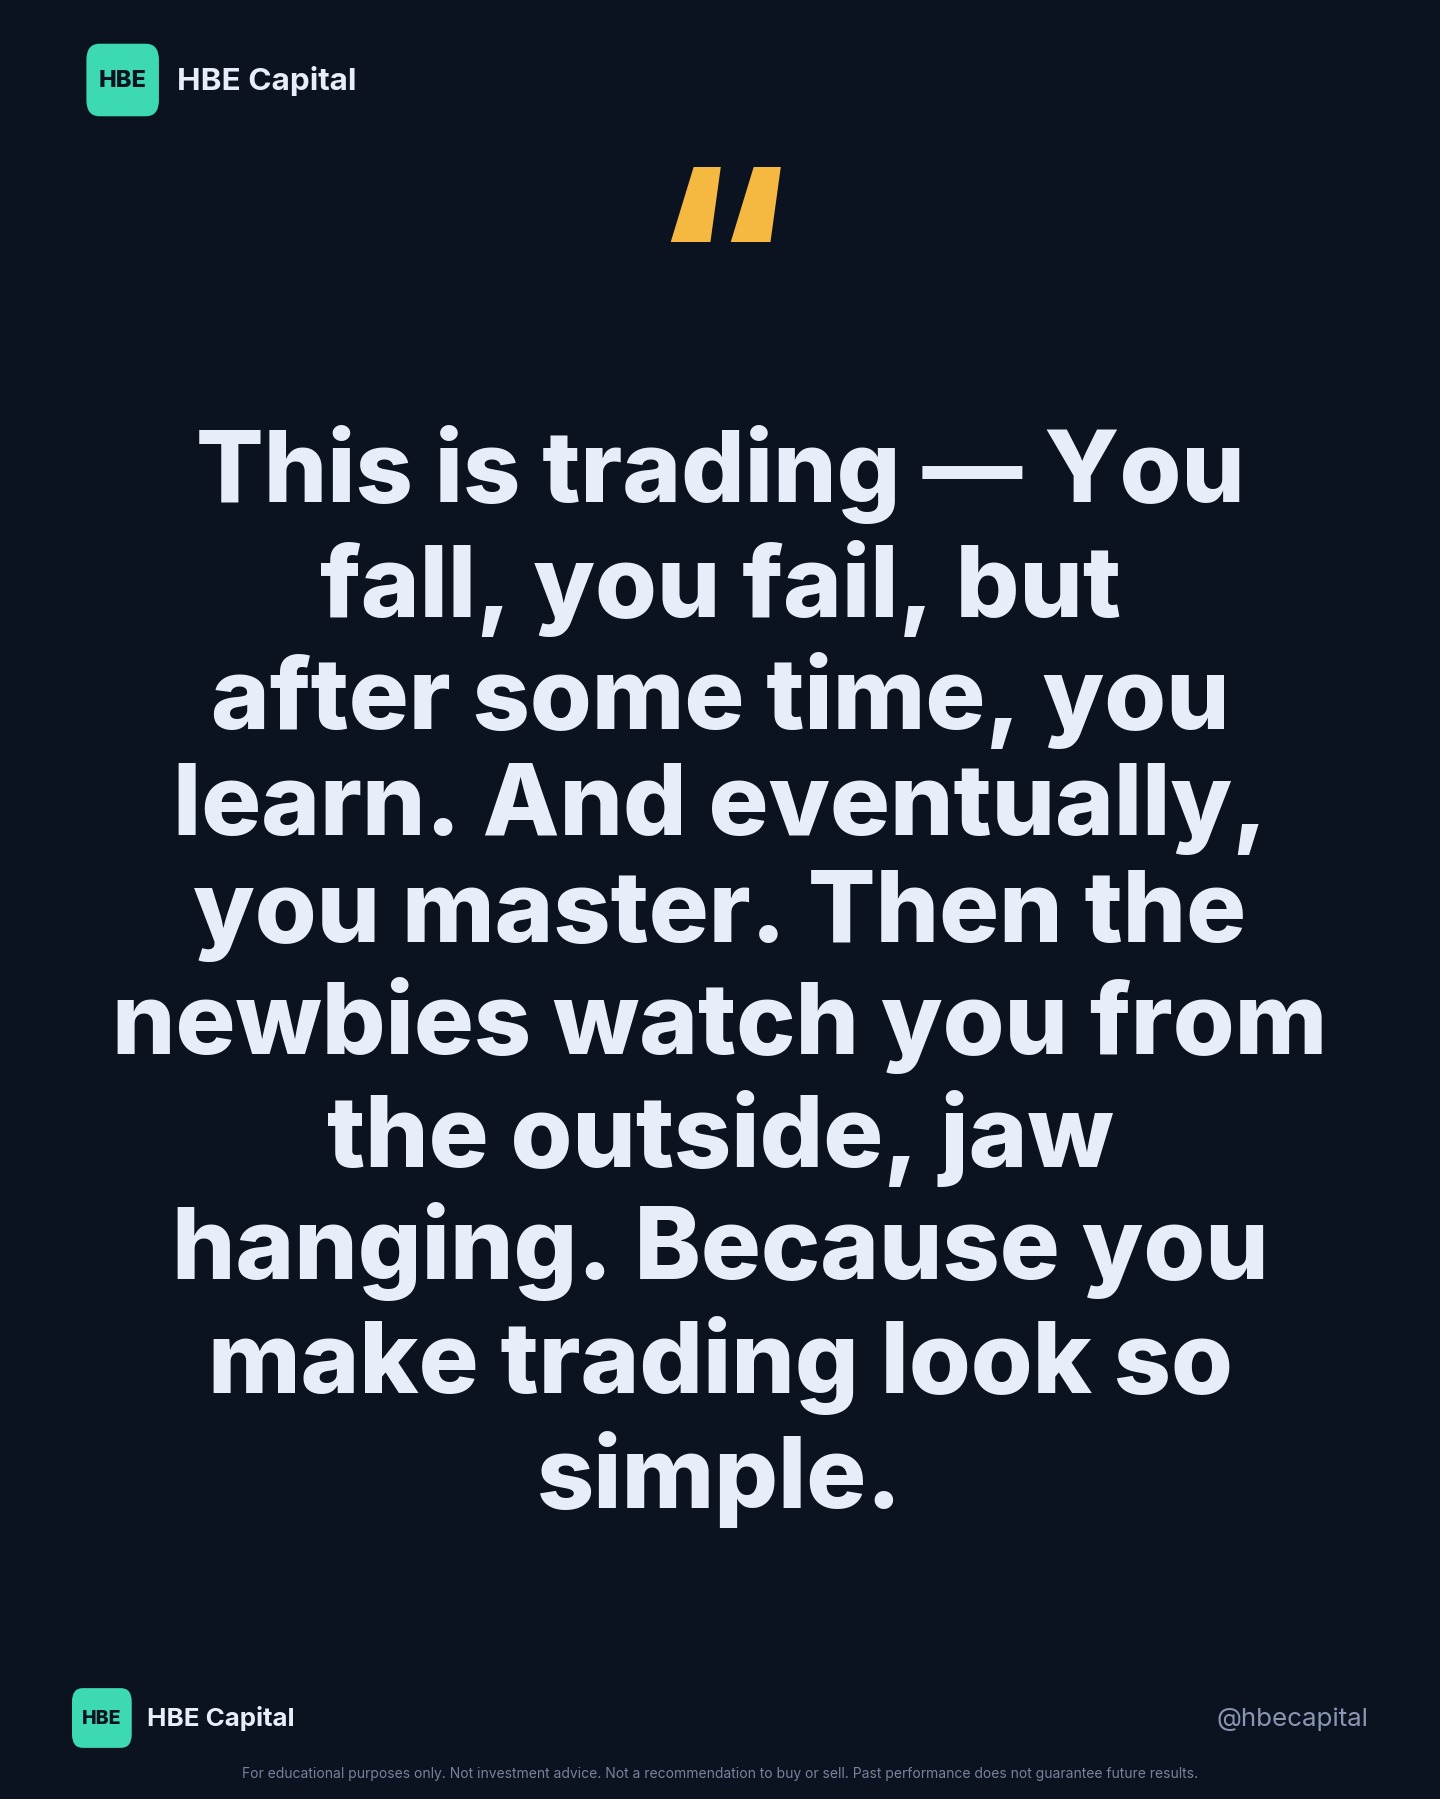 HBE HBE Capital
"
This is trading — You
fall, you fail, but
after some time, you
learn. And eventually,
you master. Then the
newbies watch you from
the outside, jaw
hanging. Because you
make trading look so
simple.
HBE HBE Capital @hbecapital
For educational purposes only. Not investment advice. Not a recommendation to buy or sell. Past performance does not guarantee future results.